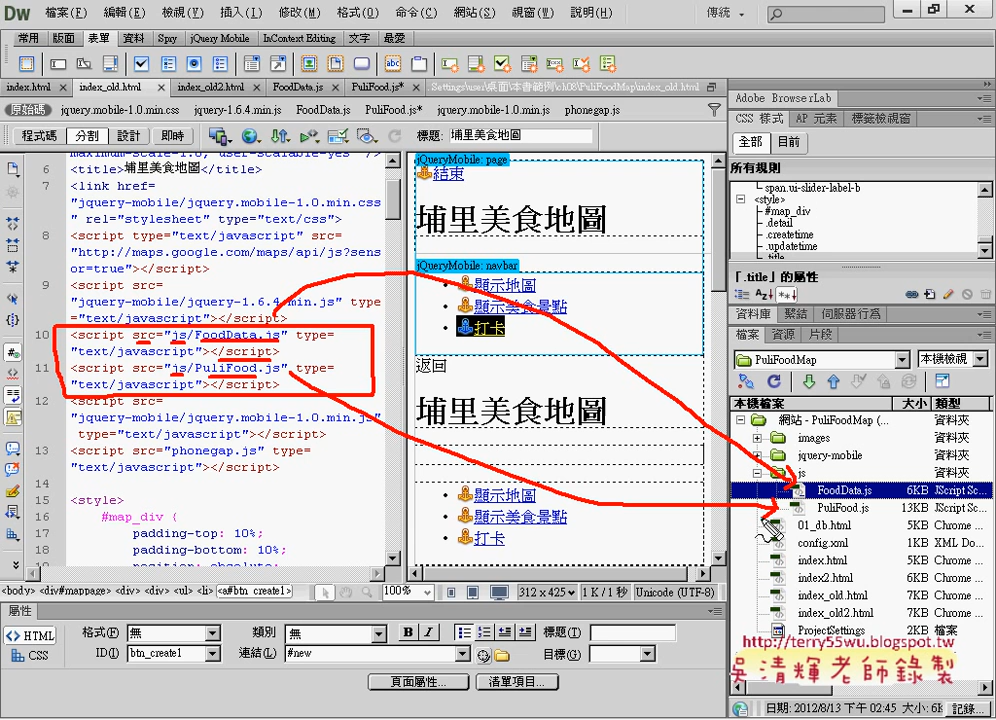 Dw 檔案(F) 編輯(E) 檢視(V) 插入(I) 修改(M) 格式(O) 命令(C) 網站(S) 視窗(W) 說明(H) 傳統
常用 版面 表單 資料 Spry jQuery Mobile InContext Editing 文字 最愛
index.html index_old.html index_old2.html FoodData.js PuliFood.js* Settings\user\桌面\本書範例\ch08\PuliFoodMap\index_old.html
原始碼 jquery.mobile-1.0.min.css jquery-1.6.4.min.js FoodData.js PuliFood.js* jquery.mobile-1.0.min.js phonegap.js
程式碼 分割 設計 即時 標題: 埔里美食地圖
6 <title>埔里美食地圖</title>
7 <link href=
"jquery-mobile/jquery.mobile-1.0.min.css
" rel="stylesheet" type="text/css">
8 <script type="text/javascript" src=
"http://maps.google.com/maps/api/js?sens
or=true"></script>
9 <script src=
"jquery-mobile/jquery-1.6.4.min.js" type
="text/javascript"></script>
10 <script src="js/FoodData.js" type=
"text/javascript"></script>
11 <script src="js/PuliFood.js" type=
"text/javascript"></script>
12 <script src=
"jquery-mobile/jquery.mobile-1.0.min.js"
type="text/javascript"></script>
13 <script src="phonegap.js" type=
"text/javascript"></script>
14
15 <style>
16 #map_div {
17 padding-top: 10%;
18 padding-bottom: 10%;
jQueryMobile: page
結束
埔里美食地圖
jQueryMobile: navbar
顯示地圖
顯示美食景點
打卡
返回
埔里美食地圖
顯示地圖
顯示美食景點
打卡
Adobe BrowserLab
CSS 樣式 AP 元素 標籤檢視窗
全部 目前
所有規則
span.ui-slider-label-b
<style>
#map_div
.detail
.createtime
.updatetime
.title
「.title」的屬性
資料庫 繫結 伺服器行為
檔案 資源 片段
PuliFoodMap 本機檢視
本機檔案 大小 類型
網站 - PuliFoodMap (... 資料夾
images 資料夾
jquery-mobile 資料夾
js 資料夾
FoodData.js 6KB JScript Sc...
PuliFood.js 13KB JScript Sc...
01_db.html 5KB Chrome ...
config.xml 1KB XML Do...
index.html 5KB Chrome ...
index2.html 6KB Chrome ...
index_old.html 7KB Chrome ...
index_old2.html 7KB Chrome ...
ProjectSettings 2KB 檔案
http://terry55wu.blogspot.tw
吳清輝老師錄製
日期: 2012/8/13 下午 02:45 大小: 6K 記錄...
<body> <div#mappage> <div> <div> <ul> <li> <a#btn_create1> 100% 312 x 425 1 K / 1 秒 Unicode (UTF-8)
屬性
<> HTML 格式(F) 無 類別 無 B I 標題(T)
CSS ID(I) btn_create1 連結(L) #new 目標(G)
頁面屬性... 清單項目...